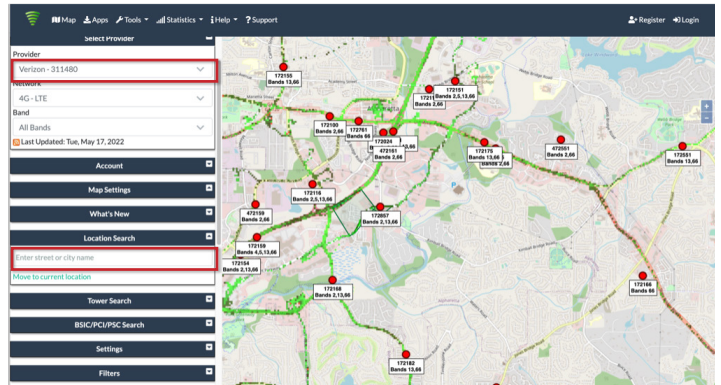 Map Apps Tools Statistics Help ? Support Register Login
Select Provider
Provider
Verizon - 311480
Network
4G - LTE
Band
All Bands
Last Updated: Tue, May 17, 2022
Account
Map Settings
What's New
Location Search
Enter street or city name
Move to current location
Tower Search
BSIC/PCI/PSC Search
Settings
Filters
172155
Bands 13,66
172151
Bands 2,5,13,66
Bands 2,66
172100
Bands 2,66
172761
Bands 66
172024
472161
Bands 2,66
172175
Bands 13,66
472551
Bands 2,66
172551
Bands 13,66
172116
Bands 2,5,13,66
472159
Bands 2,66
172857
Bands 2,13,66
172159
Bands 4,5,13,66
172154
Bands 2,13,66
172168
Bands 2,13,66
172166
Bands 66
172182
Bands 13,66
+
-